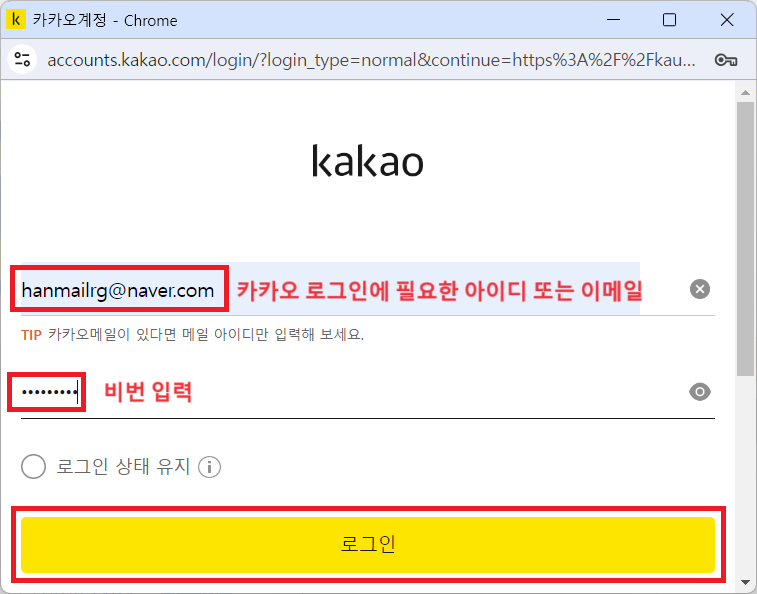 카카오계정 - Chrome
accounts.kakao.com/login/?login_type=normal&continue=https%3A%2F%2Fkau...
kakao
hanmailrg@naver.com 카카오 로그인에 필요한 아이디 또는 이메일
TIP 카카오메일이 있다면 메일 아이디만 입력해 보세요.
••••••••• 비번 입력
로그인 상태 유지
로그인